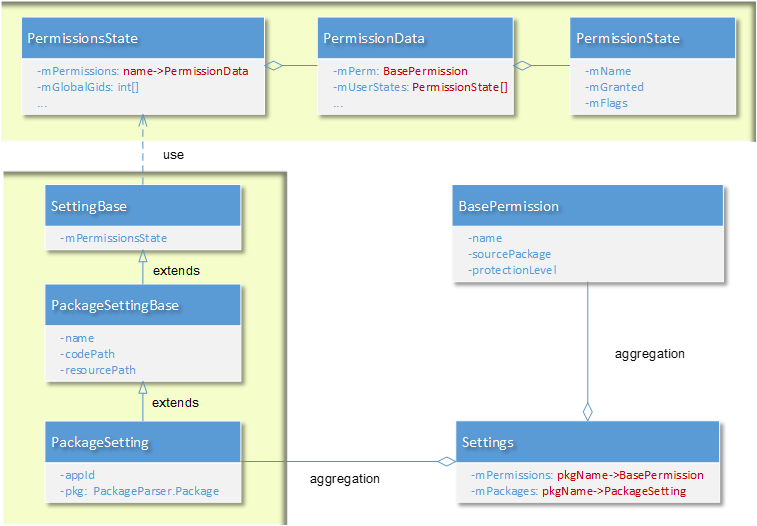 PermissionsState
-mPermissions: name->PermissionData
-mGlobalGids: int[]
...
PermissionData
-mPerm: BasePermission
-mUserStates: PermissionState[]
...
PermissionState
-mName
-mGranted
-mFlags
use
SettingBase
-mPermissionsState
extends
PackageSettingBase
-name
-codePath
-resourcePath
extends
PackageSetting
-appId
-pkg: PackageParser.Package
BasePermission
-name
-sourcePackage
-protectionLevel
aggregation
Settings
-mPermissions: pkgName->BasePermission
-mPackages: pkgName->PackageSetting
aggregation